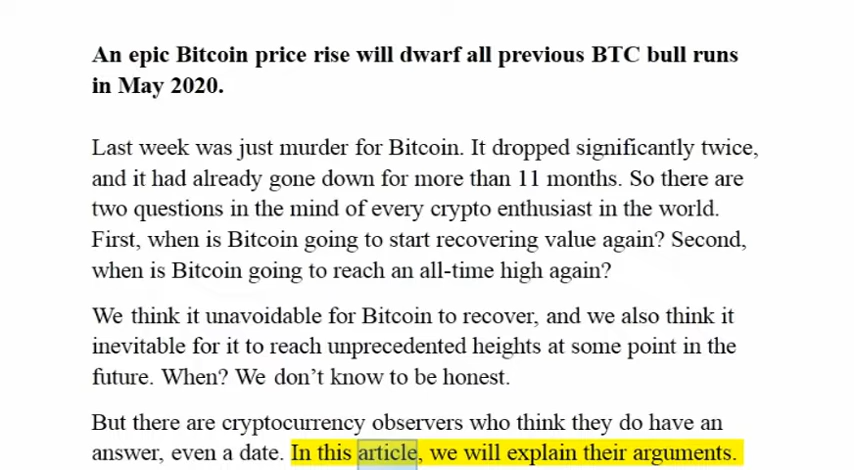 An epic Bitcoin price rise will dwarf all previous BTC bull runs
in May 2020.
Last week was just murder for Bitcoin. It dropped significantly twice,
and it had already gone down for more than 11 months. So there are
two questions in the mind of every crypto enthusiast in the world.
First, when is Bitcoin going to start recovering value again? Second,
when is Bitcoin going to reach an all-time high again?
We think it unavoidable for Bitcoin to recover, and we also think it
inevitable for it to reach unprecedented heights at some point in the
future. When? We don’t know to be honest.
But there are cryptocurrency observers who think they do have an
answer, even a date. In this article, we will explain their arguments.